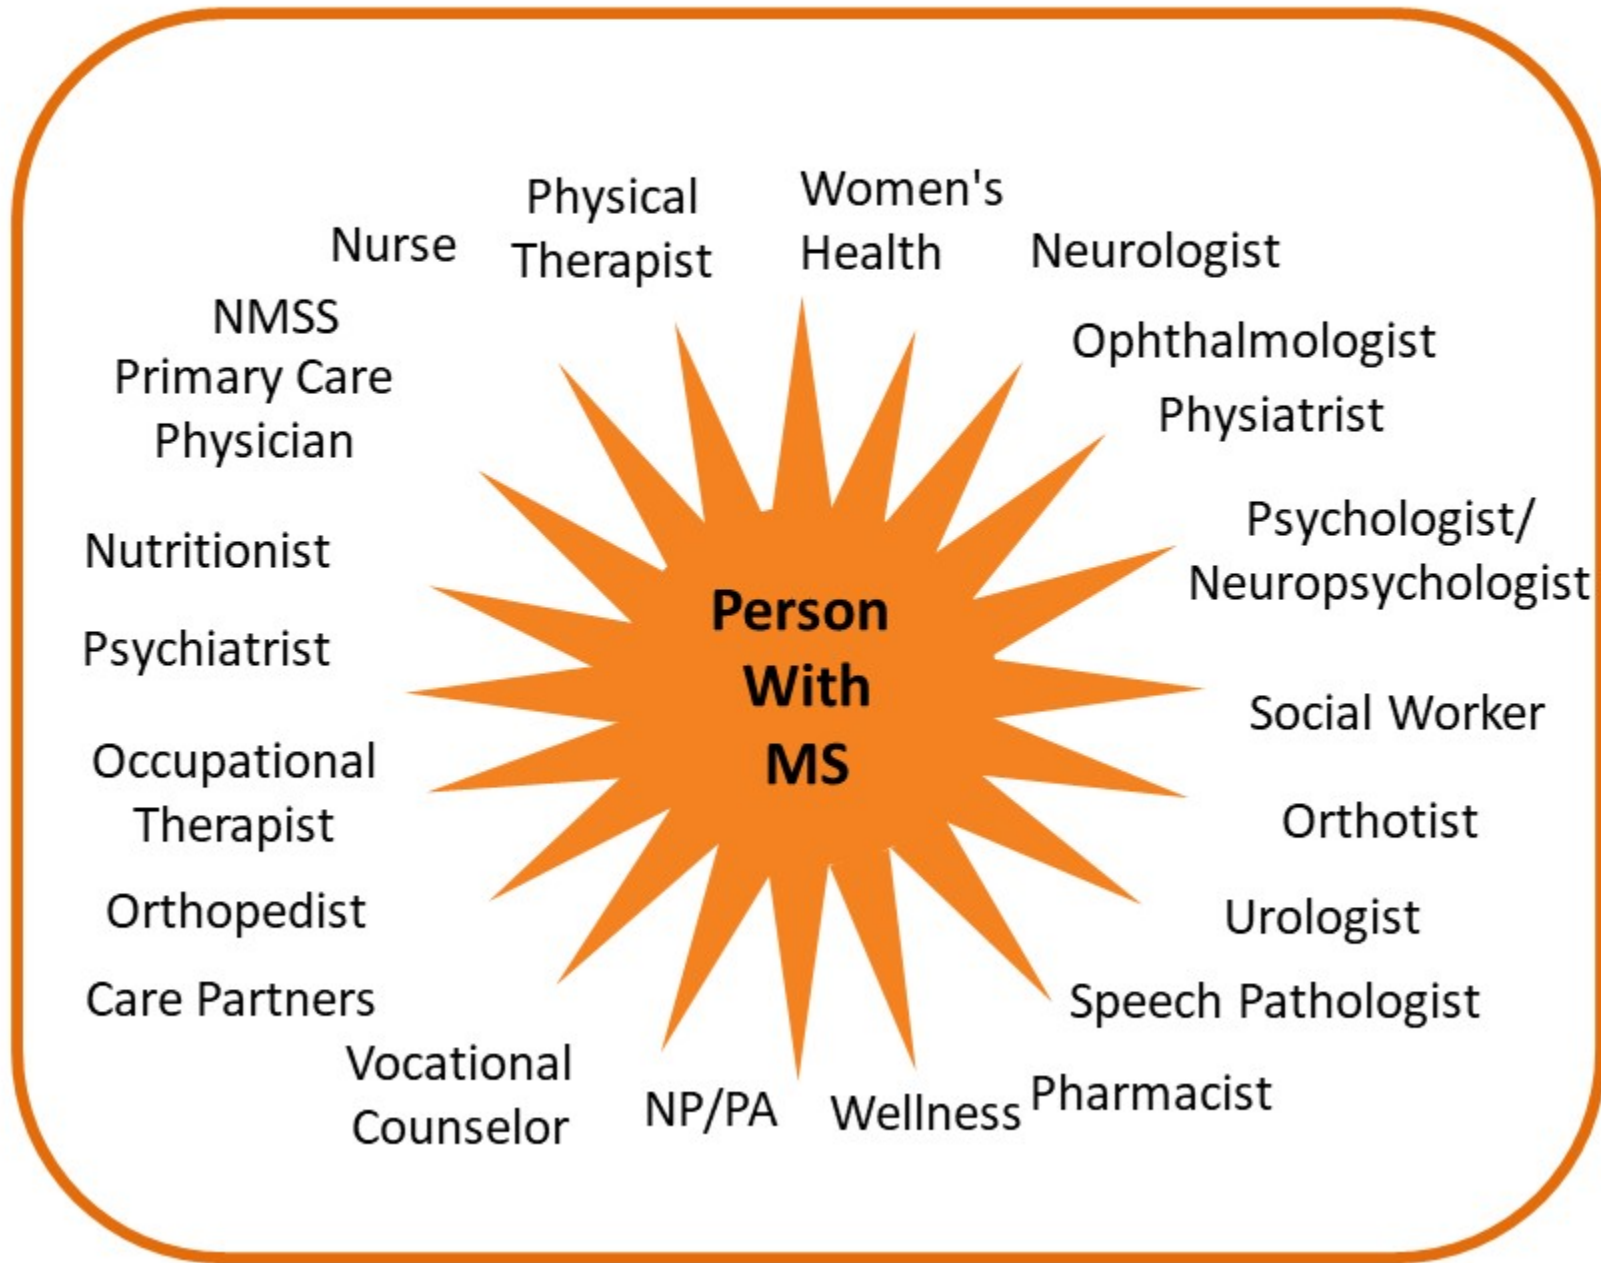 Physical
Therapist
Women's
Health
Nurse
Neurologist
NMSS
Primary Care
Physician
Ophthalmologist
Physiatrist
Nutritionist
Psychologist/
Neuropsychologist
Psychiatrist
Person
With
MS
Social Worker
Occupational
Therapist
Orthotist
Orthopedist
Urologist
Care Partners
Speech Pathologist
Vocational
Counselor
NP/PA
Wellness
Pharmacist